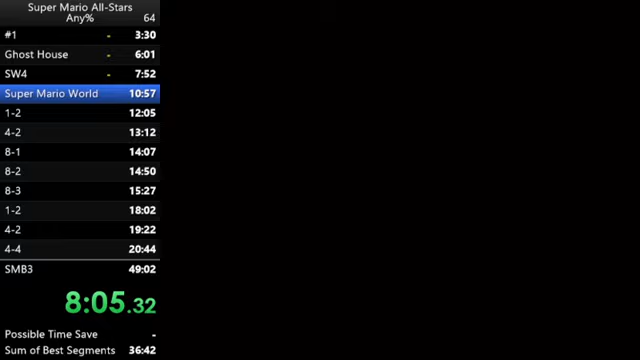 Super Mario All-Stars
Any% 64
#1 - 3:30
Ghost House - 6:01
SW4 - 7:52
Super Mario World 10:57
1-2 12:05
4-2 13:12
8-1 14:07
8-2 14:50
8-3 15:27
1-2 18:02
4-2 19:22
4-4 20:44
SMB3 49:02
8:05.32
Possible Time Save -
Sum of Best Segments 36:42